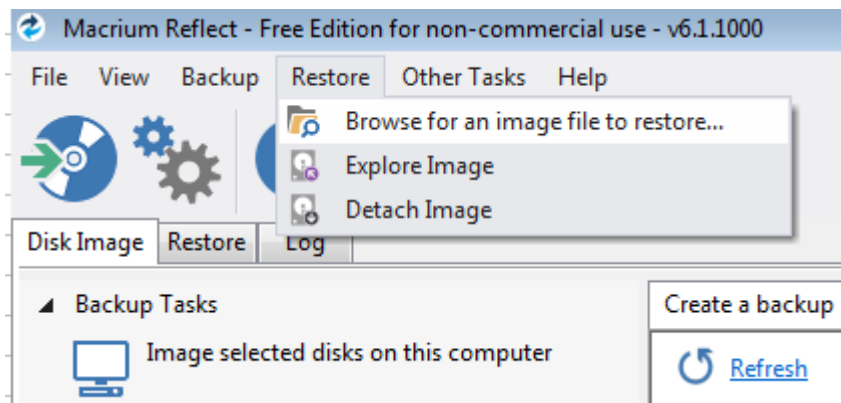 Macrium Reflect - Free Edition for non-commercial use - v6.1.1000
File View Backup Restore Other Tasks Help
Browse for an image file to restore...
Explore Image
Detach Image
Disk Image Restore Log
Backup Tasks Create a backup
Image selected disks on this computer
Refresh